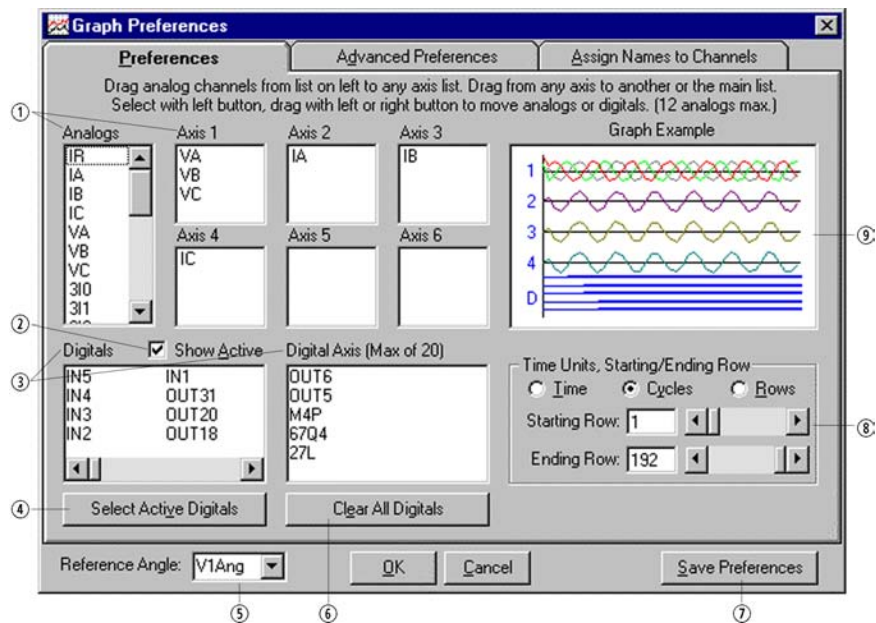 Graph Preferences
Preferences
Advanced Preferences
Assign Names to Channels
Drag analog channels from list on left to any axis list. Drag from any axis to another or the main list.
Select with left button, drag with left or right button to move analogs or digitals. (12 analogs max.)
①
Analogs
Axis 1
Axis 2
Axis 3
Graph Example
IR
IA
IB
IC
VA
VB
VC
3I0
3I1
VA
VB
VC
IA
IB
Axis 4
Axis 5
Axis 6
IC
1
2
3
4
D
⑨
②
Show Active
③
Digitals
Digital Axis (Max of 20)
IN5 IN1
IN4 OUT31
IN3 OUT20
IN2 OUT18
OUT6
OUT5
M4P
67Q4
27L
Time Units, Starting/Ending Row
Time
Cycles
Rows
Starting Row: 1
Ending Row: 192
⑧
④
Select Active Digitals
Clear All Digitals
Reference Angle: V1Ang
OK
Cancel
Save Preferences
⑤
⑥
⑦